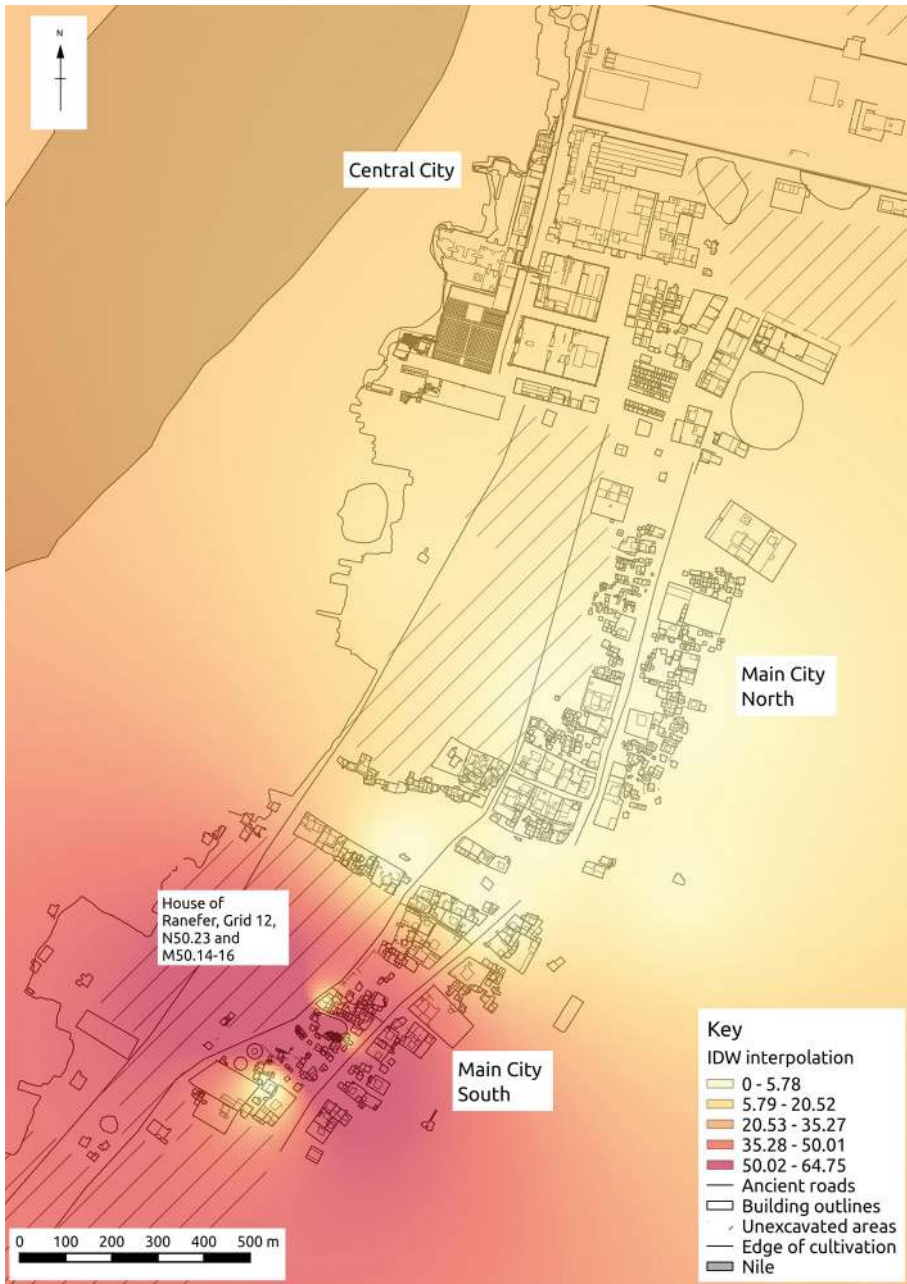 N
Central City
Main City
North
House of
Ranefer, Grid 12,
N50.23 and
M50.14-16
Main City
South
Key
IDW interpolation
0 - 5.78
5.79 - 20.52
20.53 - 35.27
35.28 - 50.01
50.02 - 64.75
Ancient roads
Building outlines
Unexcavated areas
Edge of cultivation
Nile
0 100 200 300 400 500 m